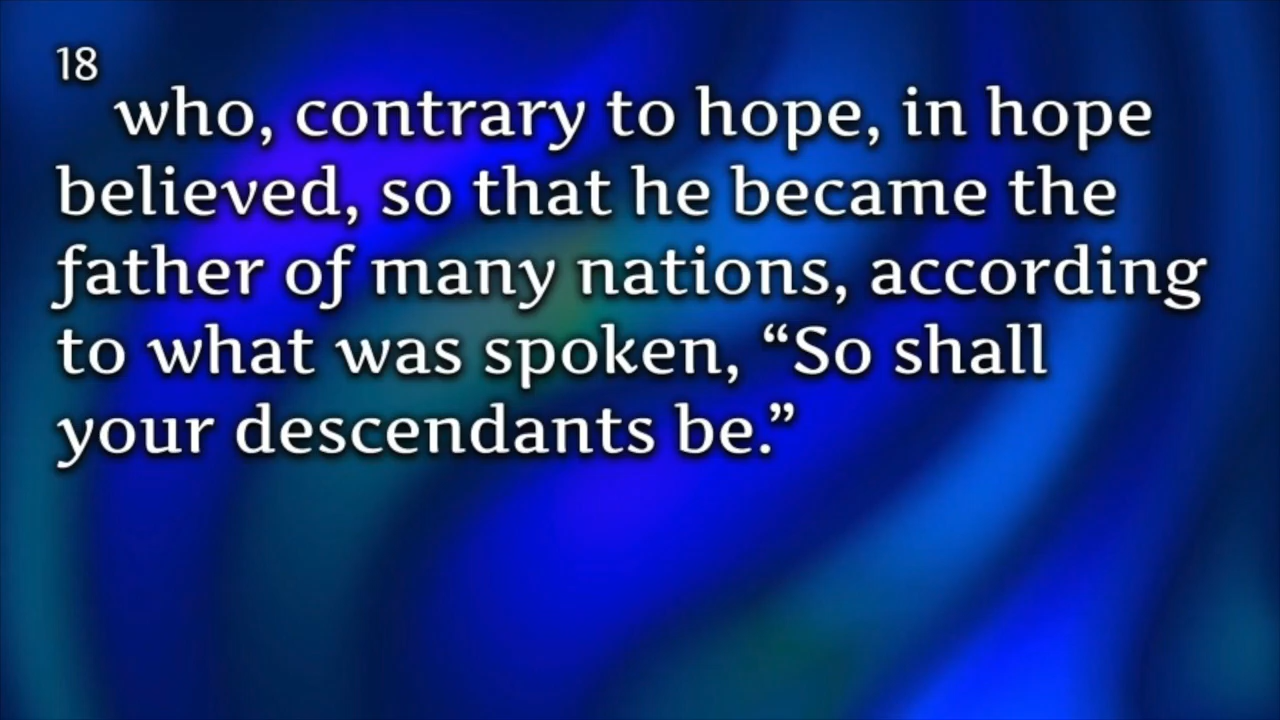 18
who, contrary to hope, in hope
believed, so that he became the
father of many nations, according
to what was spoken, “So shall
your descendants be.”